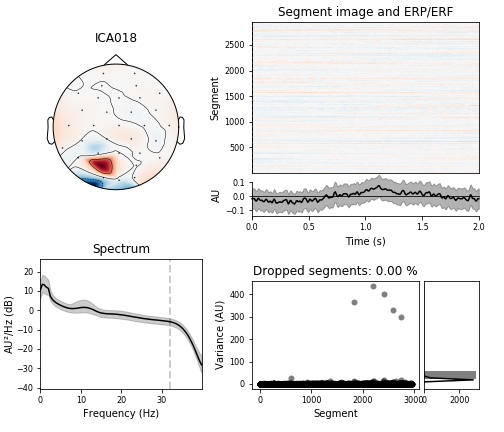 ICA018
Segment image and ERP/ERF
2500
2000
1500
1000
500
Segment
0.1
0.0
−0.1
AU
0.0 0.5 1.0 1.5 2.0
Time (s)
Spectrum
20
10
0
−10
−20
−30
−40
AU²/Hz (dB)
0 10 20 30
Frequency (Hz)
Dropped segments: 0.00 %
400
300
200
100
0
Variance (AU)
0 1000 2000 3000 0 2000
Segment